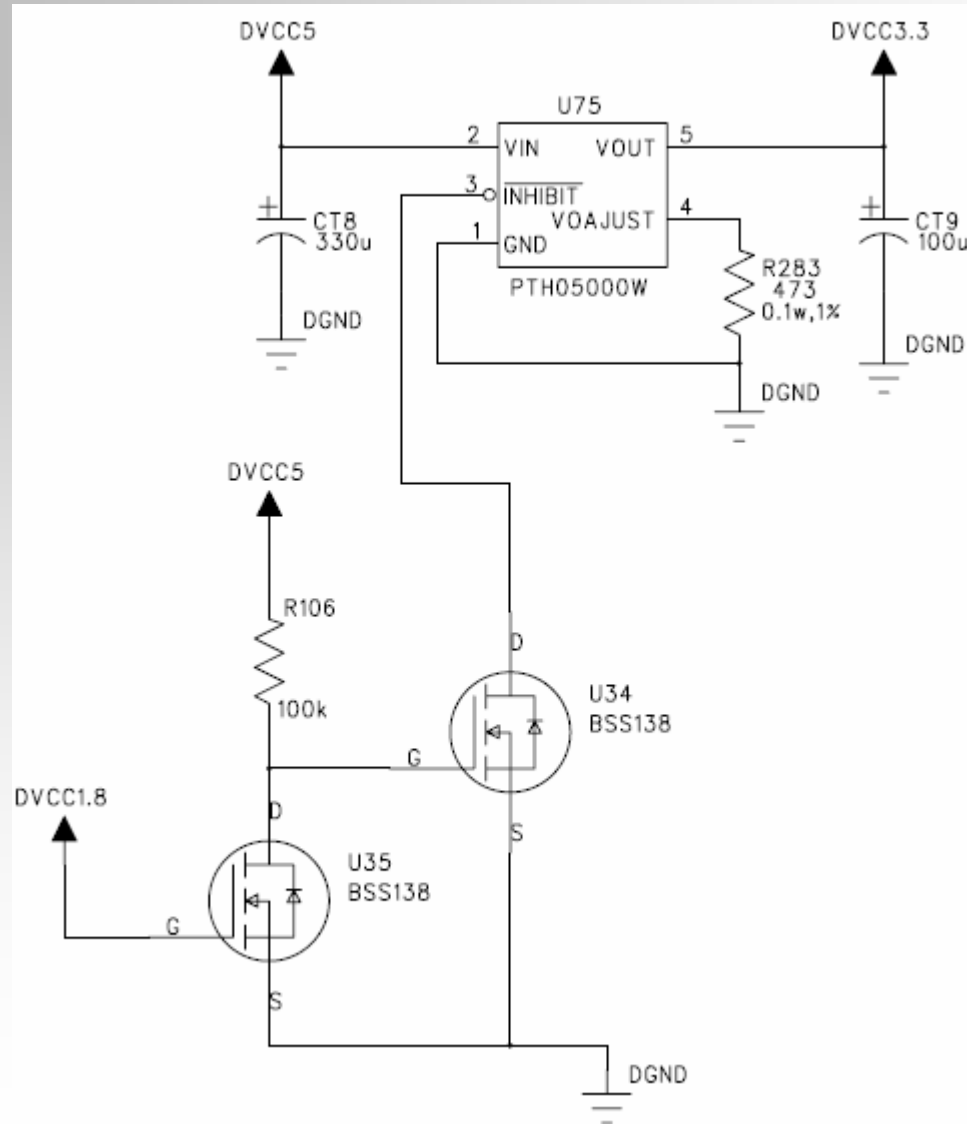 DVCC5
DVCC3.3
U75
2 VIN VOUT 5
3 INHIBIT
VOAJUST 4
1 GND
PTH05000W
CT8
330u
DGND
R283
473
0.1w,1%
DGND
CT9
100u
DGND
DVCC5
R106
100k
D
G
U34
BSS138
S
DVCC1.8
D
G
U35
BSS138
S
DGND